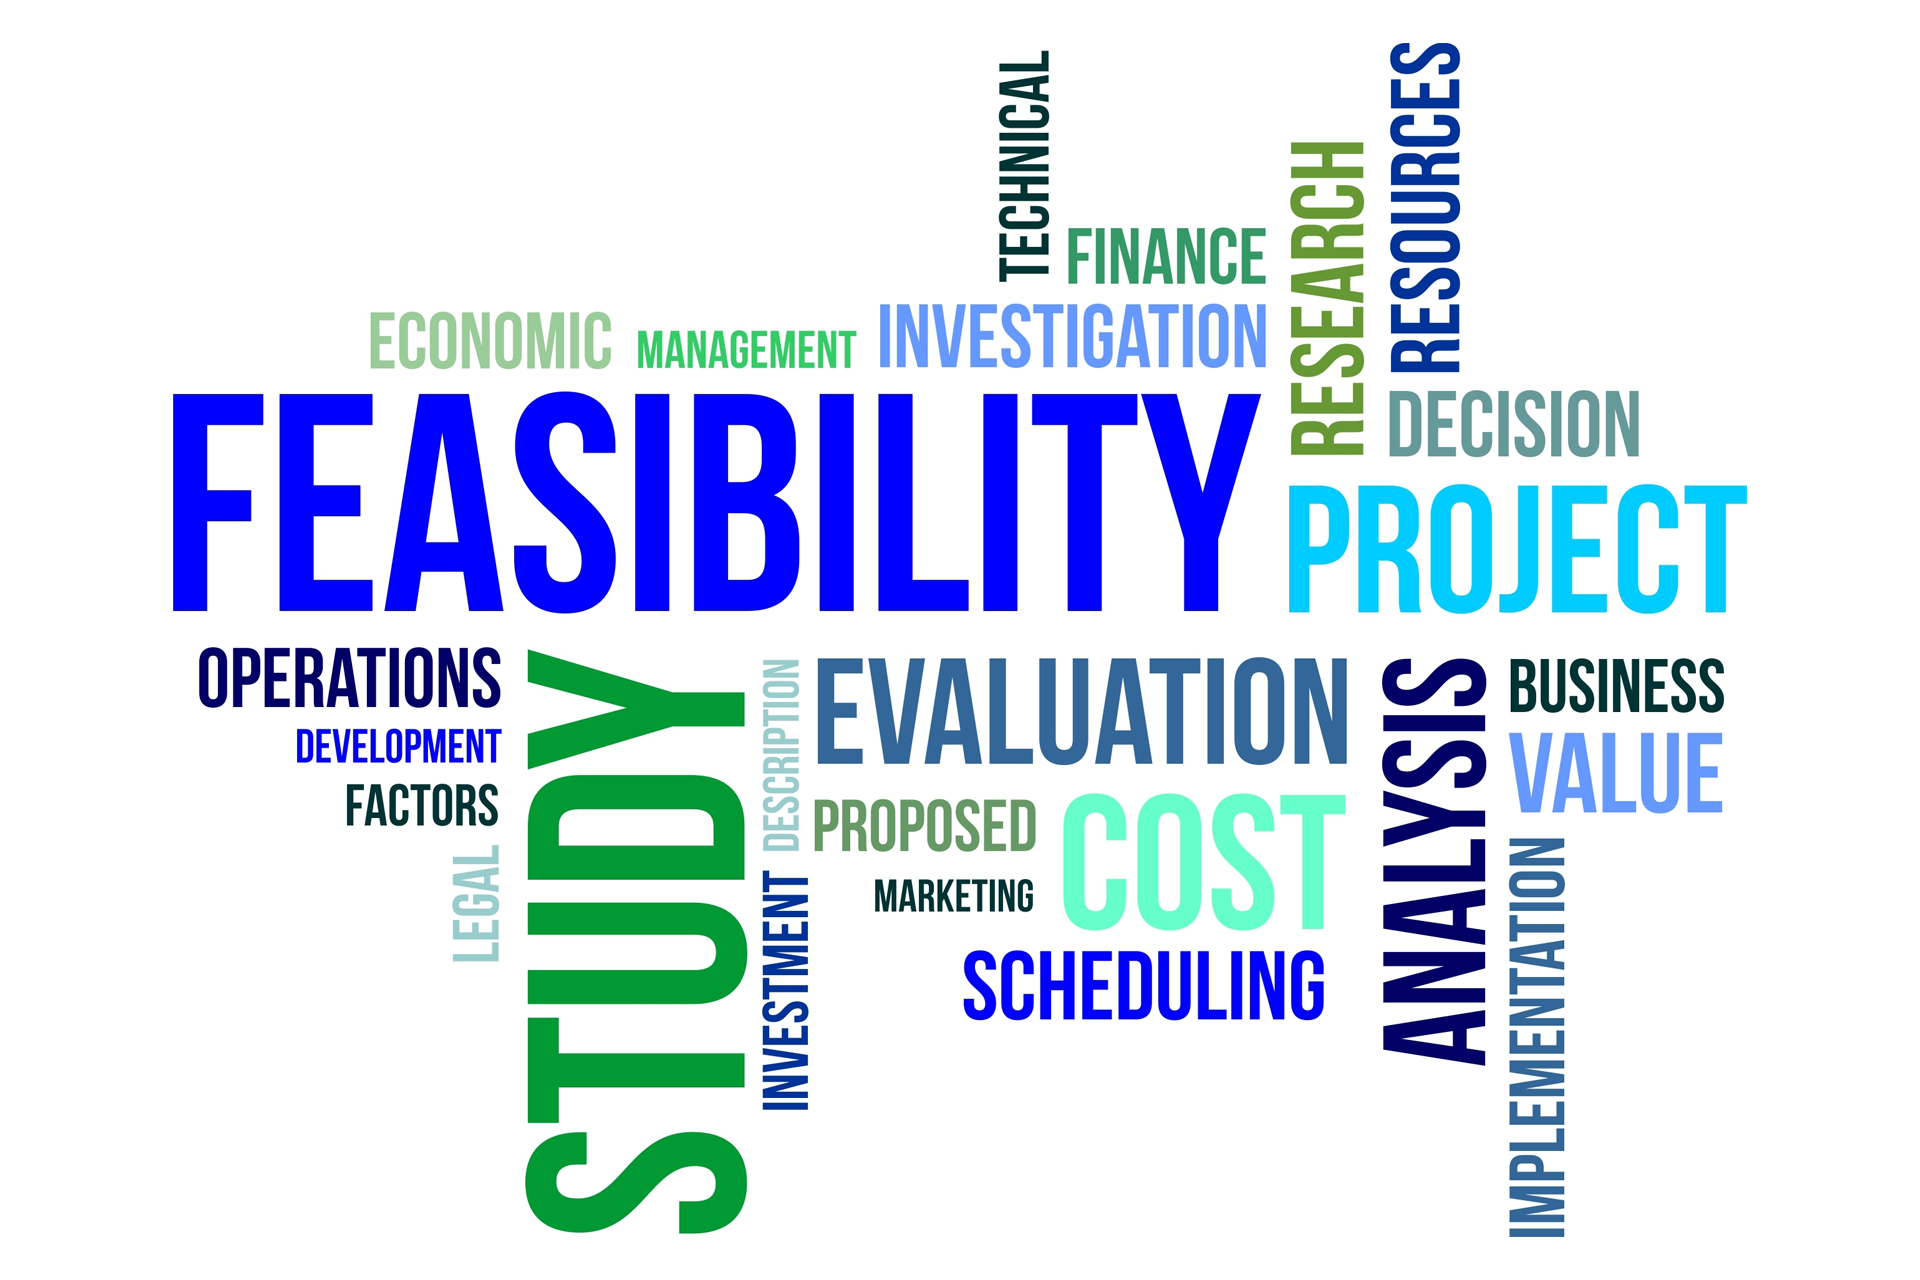 TECHNICAL
RESOURCES
RESEARCH
FINANCE
ECONOMIC
MANAGEMENT
INVESTIGATION
DECISION
FEASIBILITY
PROJECT
OPERATIONS
DEVELOPMENT
FACTORS
LEGAL
STUDY
DESCRIPTION
INVESTMENT
EVALUATION
PROPOSED
COST
MARKETING
SCHEDULING
ANALYSIS
BUSINESS
VALUE
IMPLEMENTATION